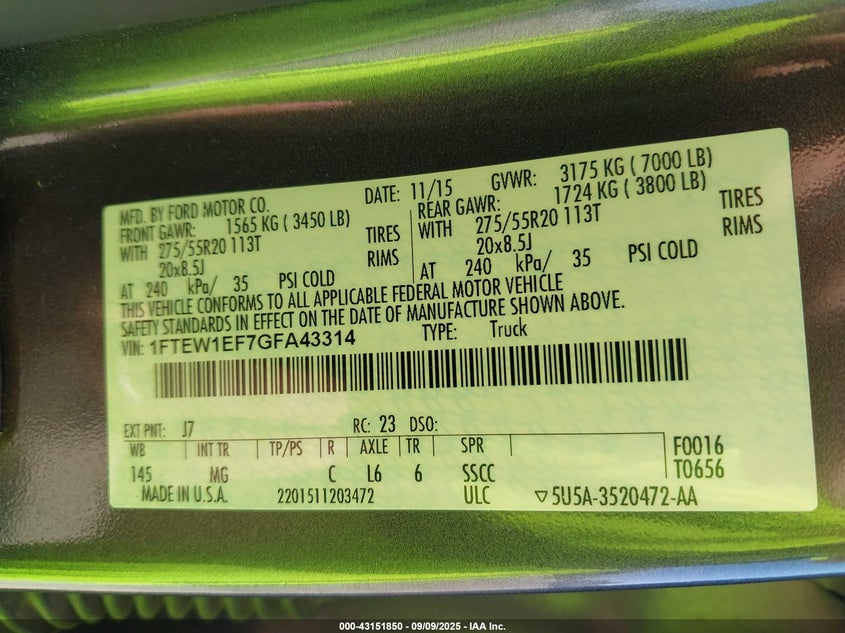 MFD. BY FORD MOTOR CO. DATE: 11/15 GVWR: 3175 KG ( 7000 LB)
FRONT GAWR: 1565 KG ( 3450 LB) REAR GAWR: 1724 KG ( 3800 LB)
WITH 275/55R20 113T TIRES WITH 275/55R20 113T TIRES
20x8.5J RIMS 20x8.5J RIMS
AT 240 kPa/ 35 PSI COLD AT 240 kPa/ 35 PSI COLD
THIS VEHICLE CONFORMS TO ALL APPLICABLE FEDERAL MOTOR VEHICLE
SAFETY STANDARDS IN EFFECT ON THE DATE OF MANUFACTURE SHOWN ABOVE.
VIN: 1FTEW1EF7GFA43314 TYPE: Truck
EXT PNT: J7 RC: 23 DSO:
WB INT TR TP/PS R AXLE TR SPR F0016
145 MG C L6 6 SSCC T0656
MADE IN U.S.A. 2201511203472 ULC ▽5U5A-3520472-AA
000-43151850 - 09/09/2025 - IAA Inc.